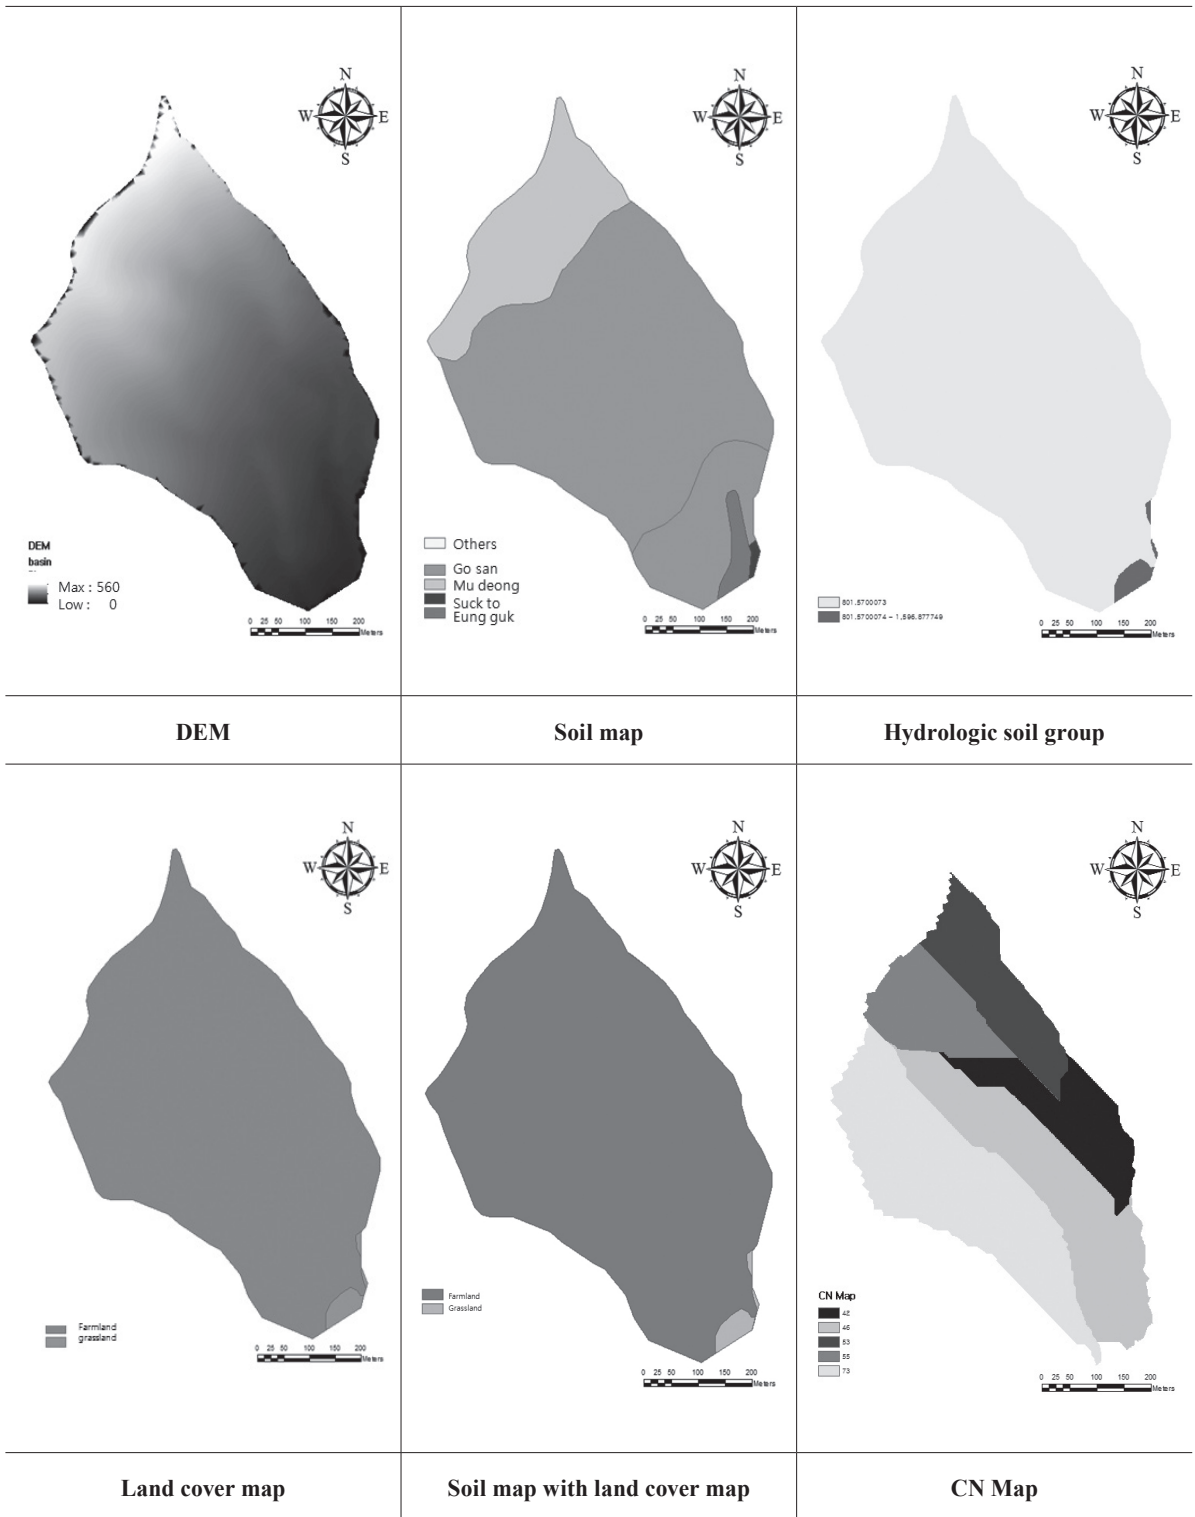 N
W E
S
N
W E
S
N
W E
S
DEM
basin
Max : 560
Low : 0
0 25 50 100 150 200
Meters
Others
Go san
Mu deong
Suck to
Eung guk
0 25 50 100 150 200
Meters
801.5700073
801.5700074 – 1,596.877749
0 25 50 100 150 200
Meters
DEM
Soil map
Hydrologic soil group
N
W E
S
N
W E
S
N
W E
S
Farmland
grassland
0 25 50 100 150 200
Meters
Farmland
Grassland
0 25 50 100 150 200
Meters
CN Map
42
46
53
55
73
0 25 50 100 150 200
Meters
Land cover map
Soil map with land cover map
CN Map